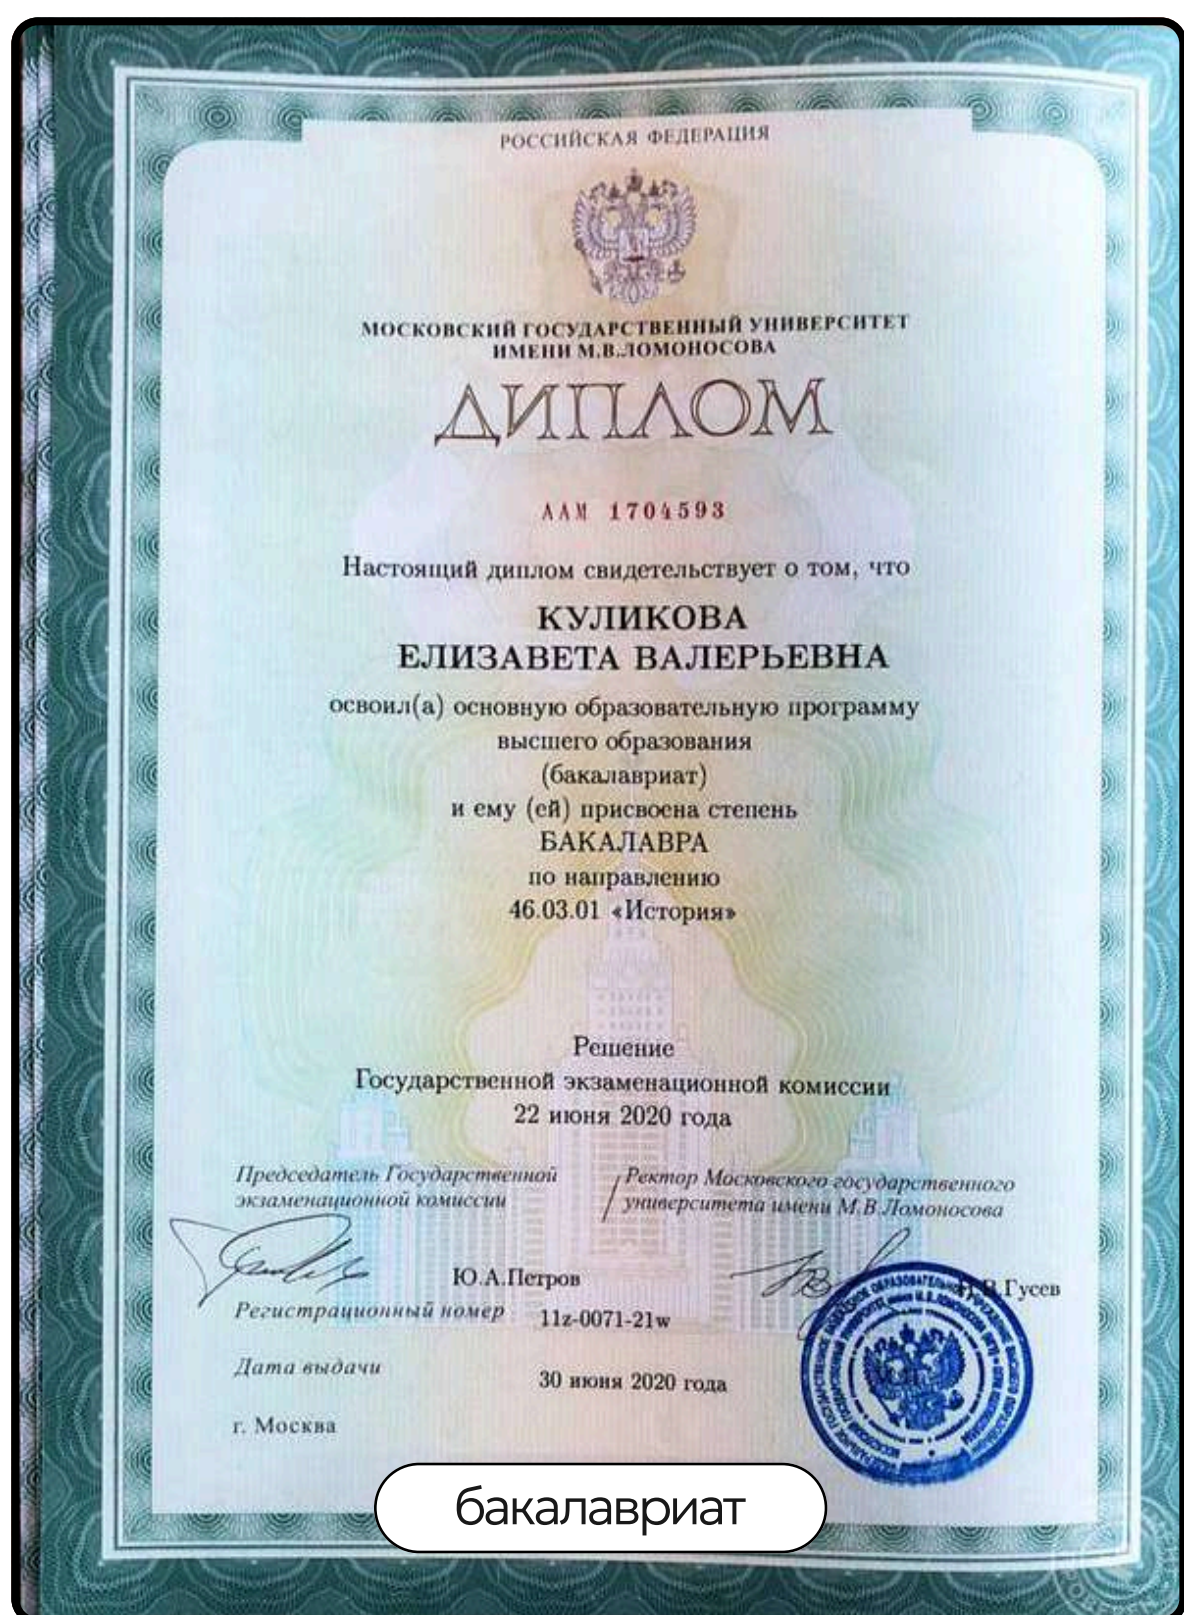 РОССИЙСКАЯ ФЕДЕРАЦИЯ
МОСКОВСКИЙ ГОСУДАРСТВЕННЫЙ УНИВЕРСИТЕТ
ИМЕНИ М.В.ЛОМОНОСОВА
ДИПЛОМ
ААМ 1704593
Настоящий диплом свидетельствует о том, что
КУЛИКОВА
ЕЛИЗАВЕТА ВАЛЕРЬЕВНА
освоил(а) основную образовательную программу
высшего образования
(бакалавриат)
и ему (ей) присвоена степень
БАКАЛАВРА
по направлению
46.03.01 «История»
Решение
Государственной экзаменационной комиссии
22 июня 2020 года
Председатель Государственной
экзаменационной комиссии
Ректор Московского государственного
университета имени М.В.Ломоносова
Ю.А.Петров
Гусев
Регистрационный номер 11z-0071-21w
Дата выдачи 30 июня 2020 года
г. Москва
М.П.
бакалавриат